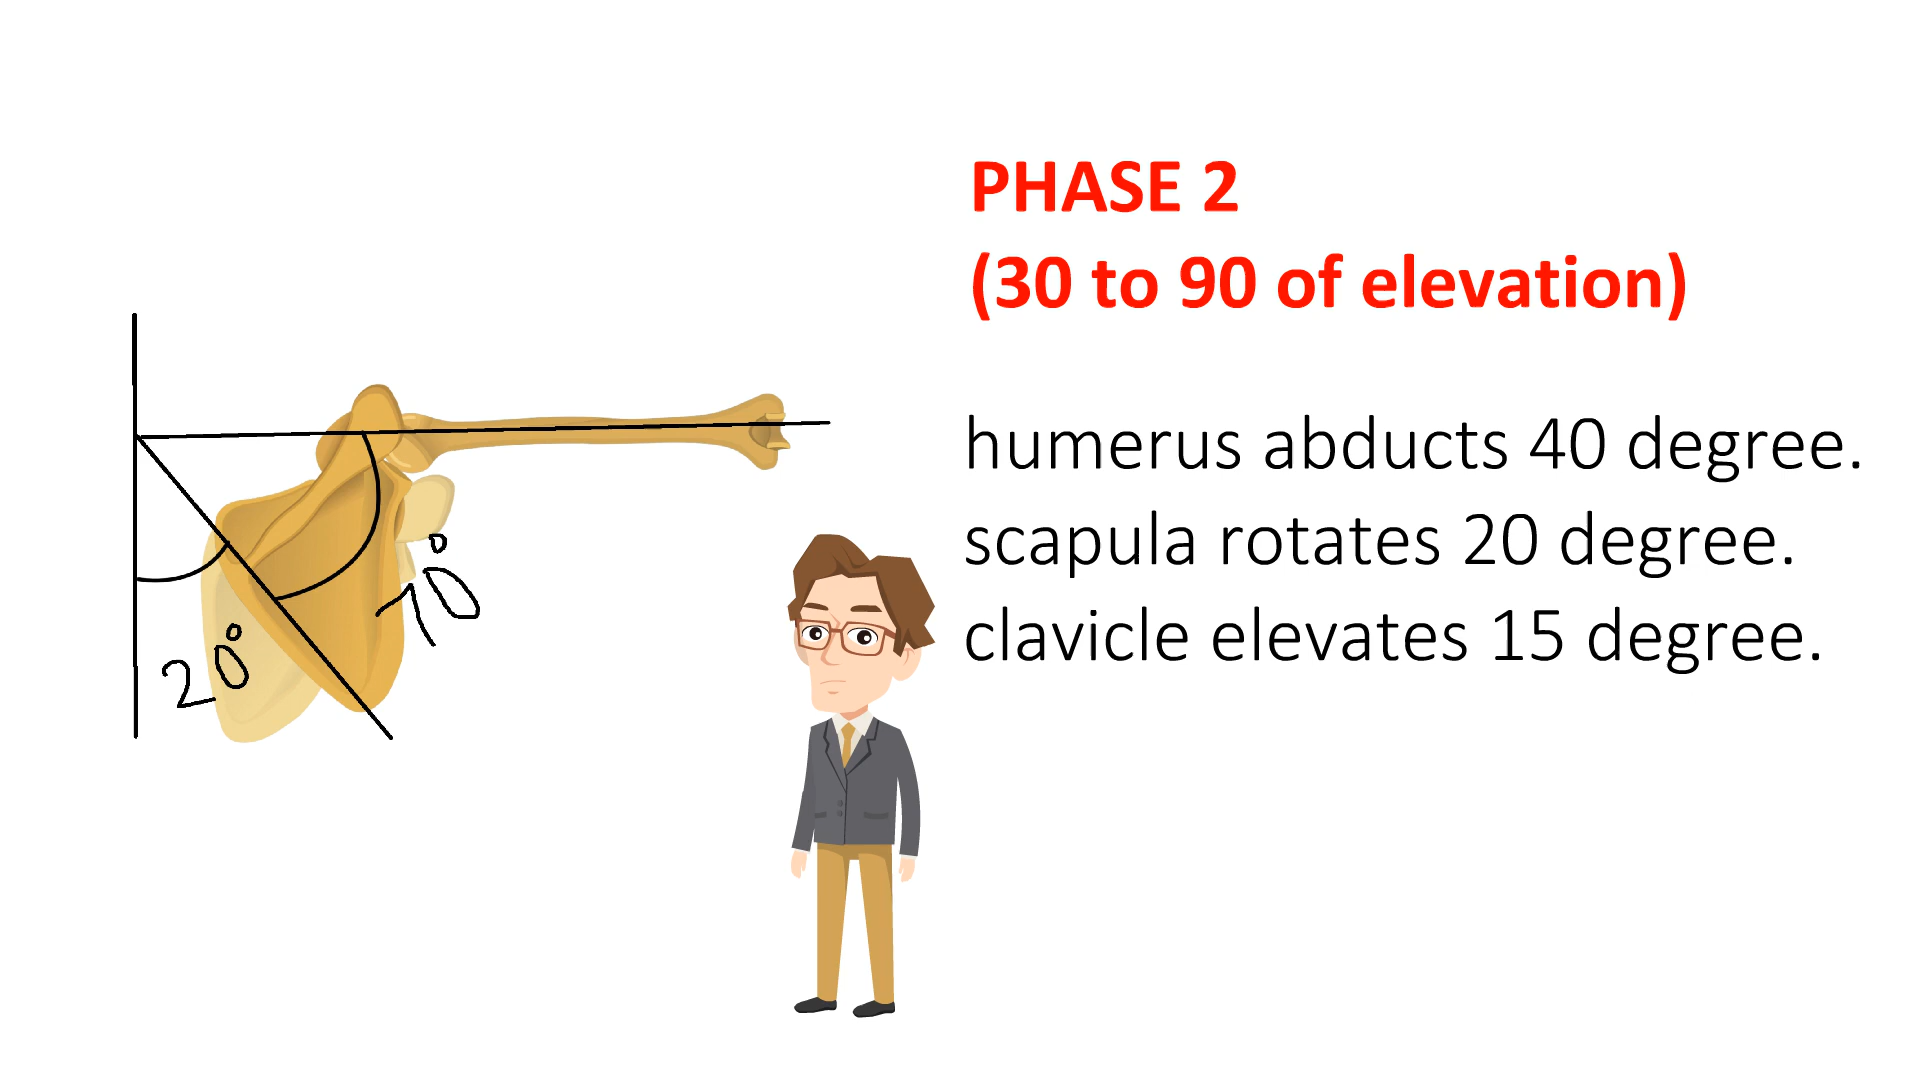 PHASE 2
(30 to 90 of elevation)
humerus abducts 40 degree.
scapula rotates 20 degree.
clavicle elevates 15 degree.
20°
70°